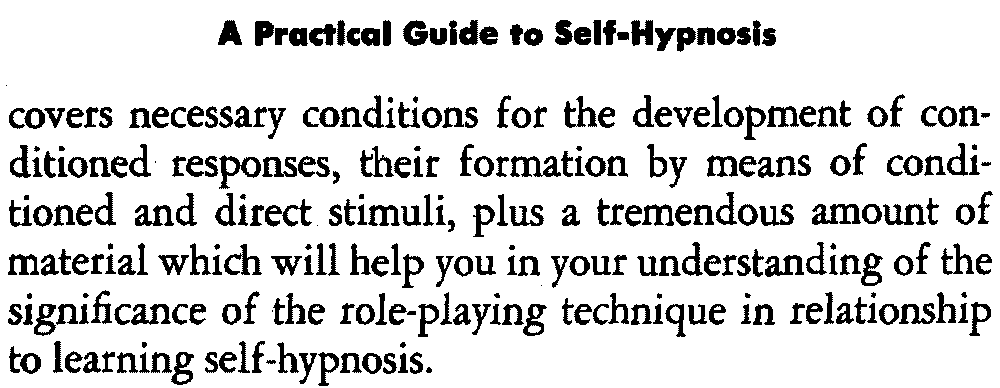 A Practical Guide to Self-Hypnosis
covers necessary conditions for the development of con-
ditioned responses, their formation by means of condi-
tioned and direct stimuli, plus a tremendous amount of
material which will help you in your understanding of the
significance of the role-playing technique in relationship
to learning self-hypnosis.